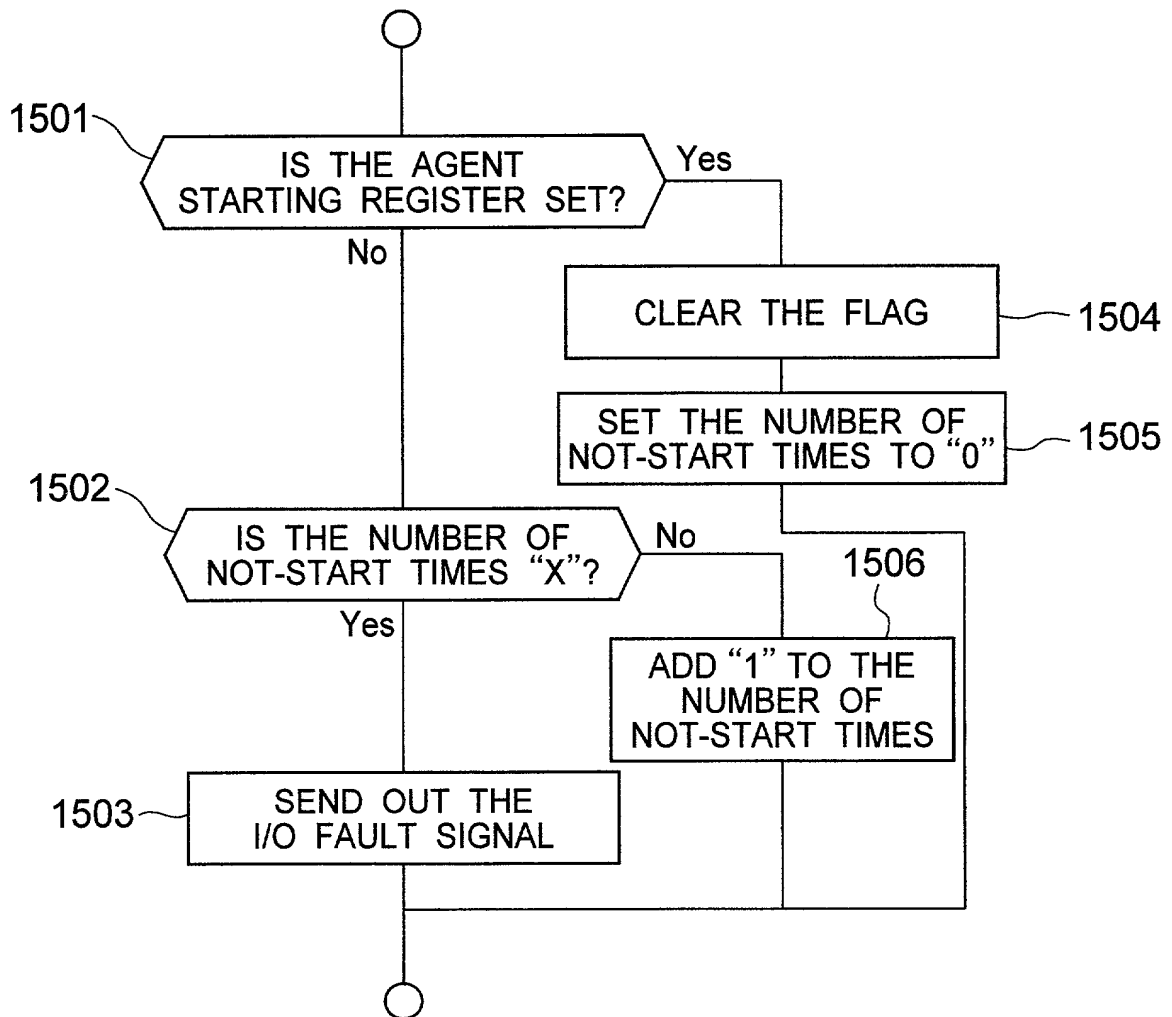 1501
IS THE AGENT
STARTING REGISTER SET?
Yes
No
CLEAR THE FLAG
1504
SET THE NUMBER OF
NOT-START TIMES TO “0”
1505
1502
IS THE NUMBER OF
NOT-START TIMES “X”?
No
Yes
1506
ADD “1” TO THE
NUMBER OF
NOT-START TIMES
1503
SEND OUT THE
I/O FAULT SIGNAL